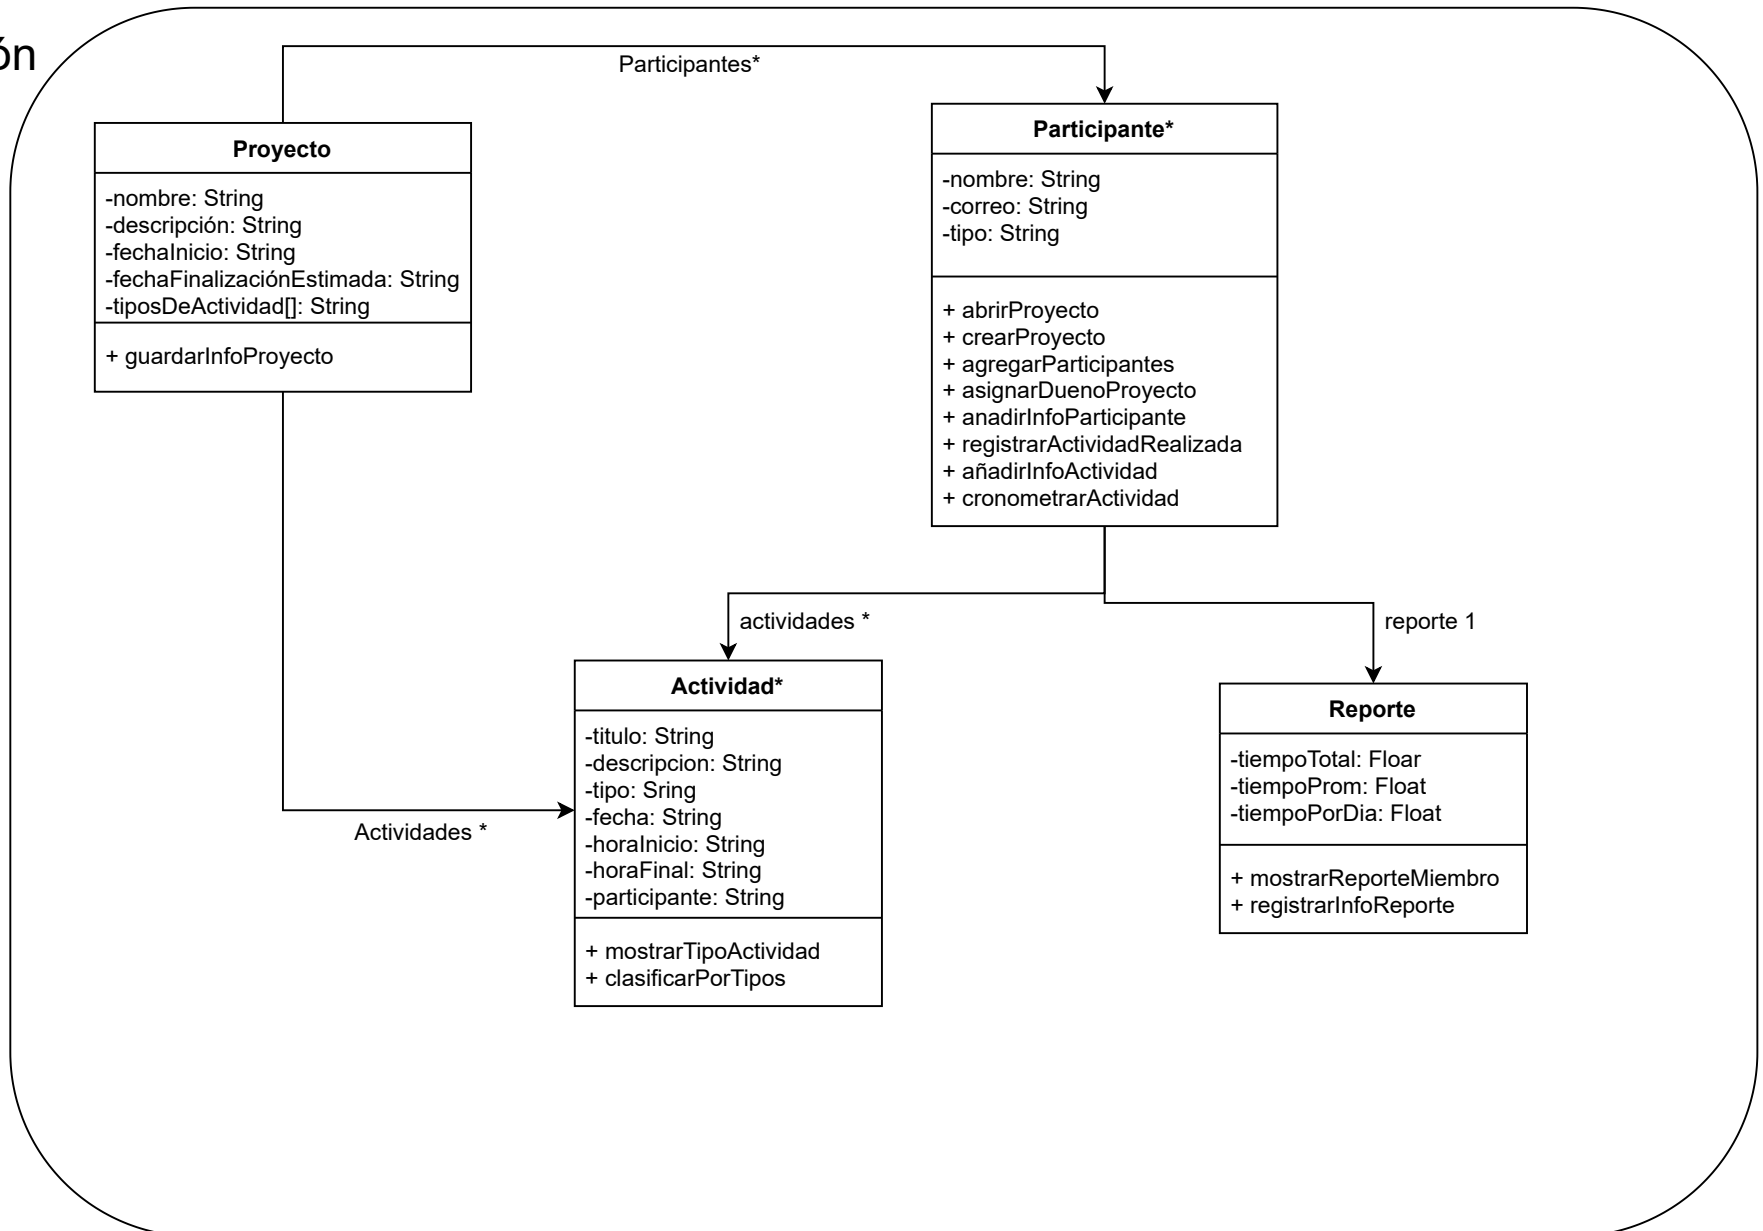 ón
Participantes*
Proyecto
-nombre: String
-descripción: String
-fechaInicio: String
-fechaFinalizaciónEstimada: String
-tiposDeActividad[]: String
+ guardarInfoProyecto
Participante*
-nombre: String
-correo: String
-tipo: String
+ abrirProyecto
+ crearProyecto
+ agregarParticipantes
+ asignarDuenoProyecto
+ anadirInfoParticipante
+ registrarActividadRealizada
+ añadirInfoActividad
+ cronometrarActividad
actividades *
reporte 1
Actividades *
Actividad*
-titulo: String
-descripcion: String
-tipo: Sring
-fecha: String
-horaInicio: String
-horaFinal: String
-participante: String
+ mostrarTipoActividad
+ clasificarPorTipos
Reporte
-tiempoTotal: Floar
-tiempoProm: Float
-tiempoPorDia: Float
+ mostrarReporteMiembro
+ registrarInfoReporte